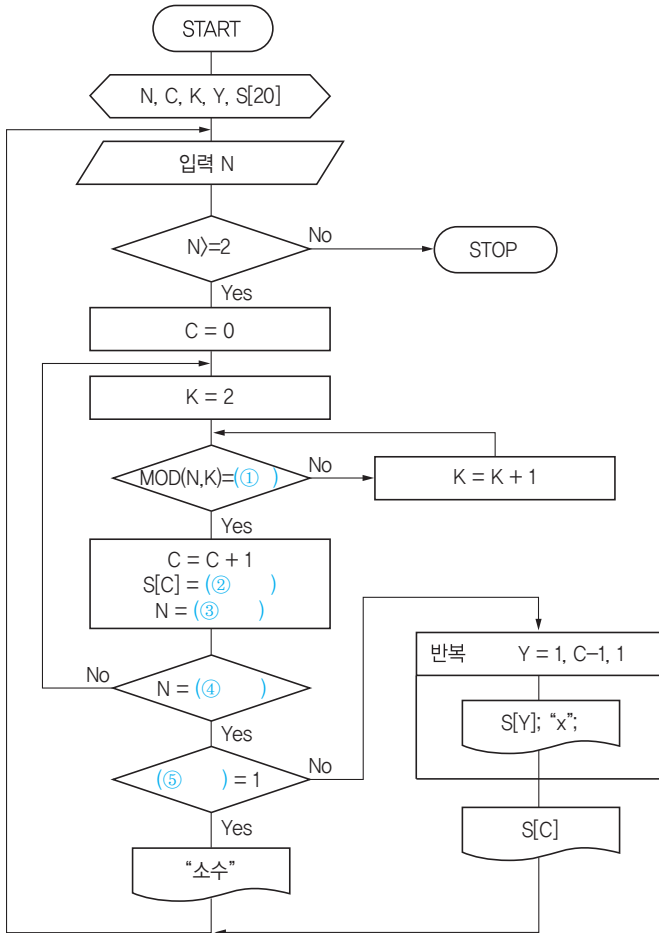 START
N, C, K, Y, S[20]
입력 N
N>=2
No
STOP
Yes
C = 0
K = 2
MOD(N,K)=(① )
No
K = K + 1
Yes
C = C + 1
S[C] = (② )
N = (③ )
No
N = (④ )
Yes
(⑤ ) = 1
No
Yes
"소수"
반복 Y = 1, C-1, 1
S[Y]; "x";
S[C]